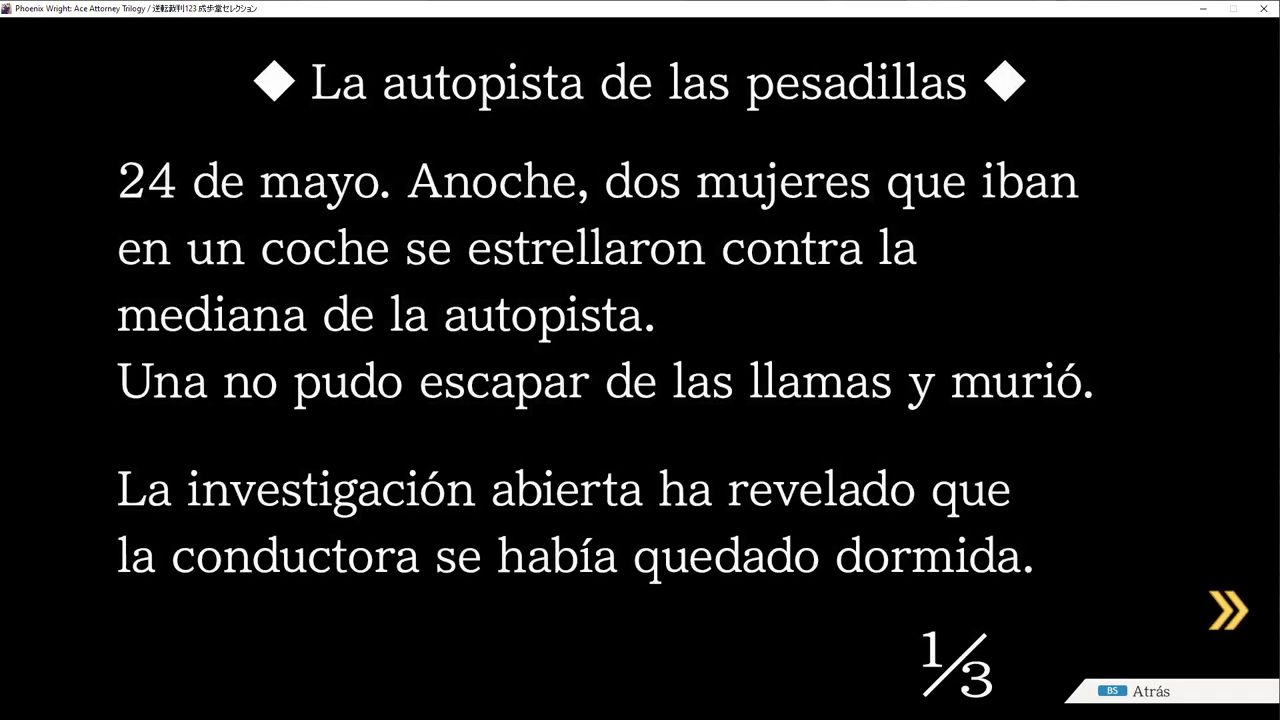 Phoenix Wright: Ace Attorney Trilogy / 逆転裁判123 成歩堂セレクション
◆ La autopista de las pesadillas ◆
24 de mayo. Anoche, dos mujeres que iban
en un coche se estrellaron contra la
mediana de la autopista.
Una no pudo escapar de las llamas y murió.
La investigación abierta ha revelado que
la conductora se había quedado dormida.
1/3
BS Atrás